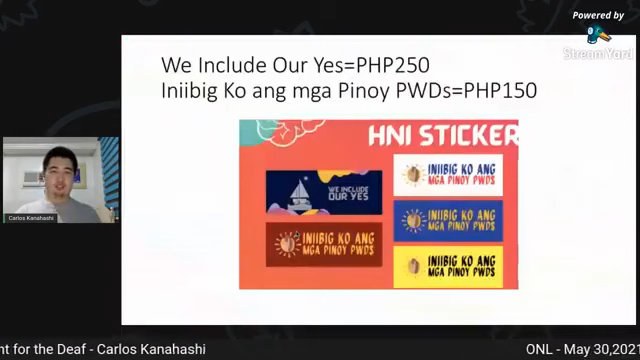 Powered by
StreamYard
We Include Our Yes=PHP250
Iniibig Ko ang mga Pinoy PWDs=PHP150
HNI STICKER
WE INCLUDE
OUR YES
INIIBIG KO ANG
MGA PINOY PWDS
INIIBIG KO ANG
MGA PINOY PWDS
INIIBIG KO ANG
MGA PINOY PWDS
INIIBIG KO ANG
MGA PINOY PWDS
Carlos Kanahashi
nt for the Deaf - Carlos Kanahashi
ONL - May 30,2021